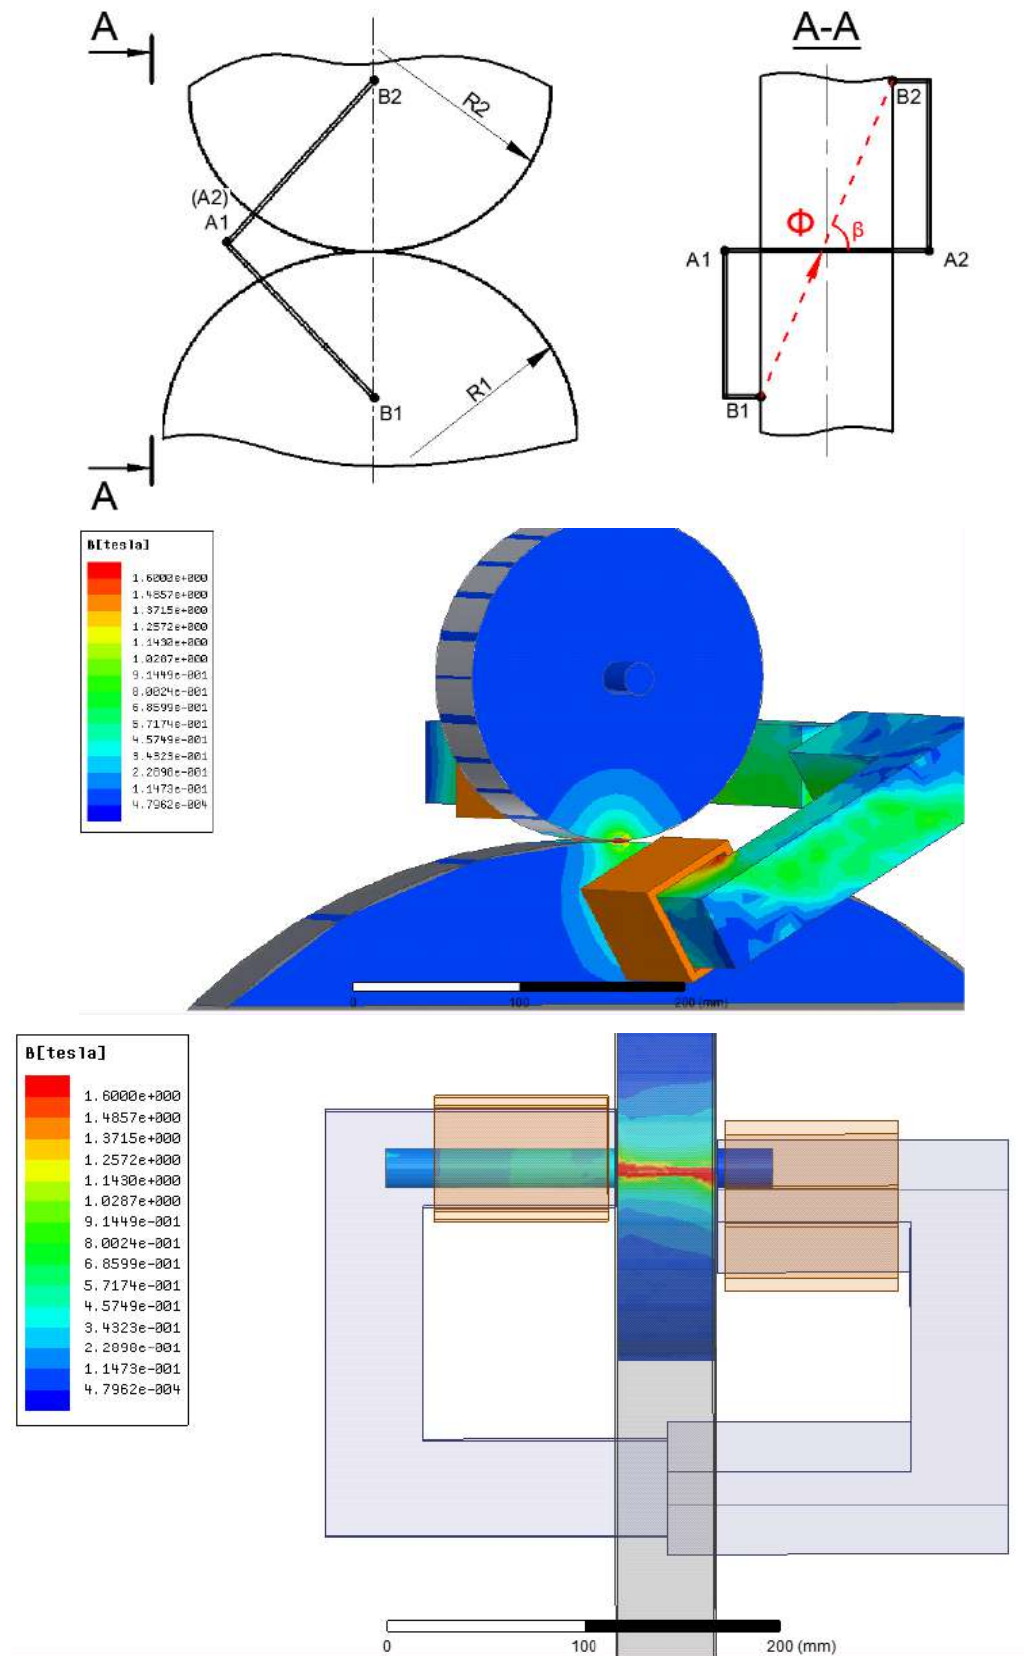 A
A-A
B2
R2
B2
(A2)
A1
Φ
β
A1
A2
R1
B1
B1
A
B[tesla]
1.6000e+000
1.4857e+000
1.3715e+000
1.2572e+000
1.1430e+000
1.0287e+000
9.1449e-001
8.0024e-001
6.8599e-001
5.7174e-001
4.5749e-001
3.4323e-001
2.2898e-001
1.1473e-001
4.7962e-004
0
100
200 (mm)
B[tesla]
1.6000e+000
1.4857e+000
1.3715e+000
1.2572e+000
1.1430e+000
1.0287e+000
9.1449e-001
8.0024e-001
6.8599e-001
5.7174e-001
4.5749e-001
3.4323e-001
2.2898e-001
1.1473e-001
4.7962e-004
0
100
200 (mm)